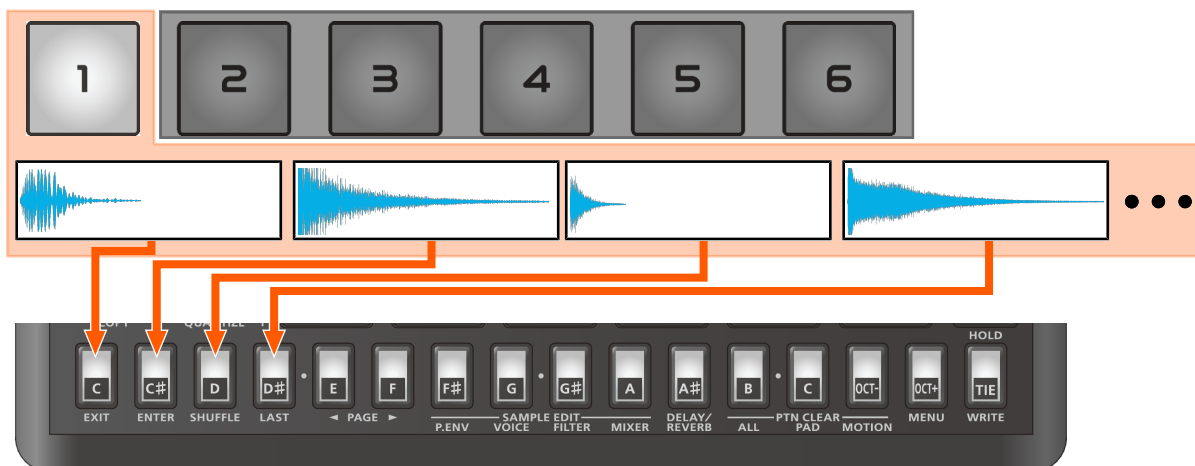 1 2 3 4 5 6
HOLD
C C# D D# E F F# G G# A A# B C OCT- OCT+ TIE
EXIT ENTER SHUFFLE LAST ◄ PAGE ► SAMPLE EDIT DELAY/ PTN CLEAR MENU WRITE
P.ENV VOICE FILTER MIXER REVERB ALL PAD MOTION